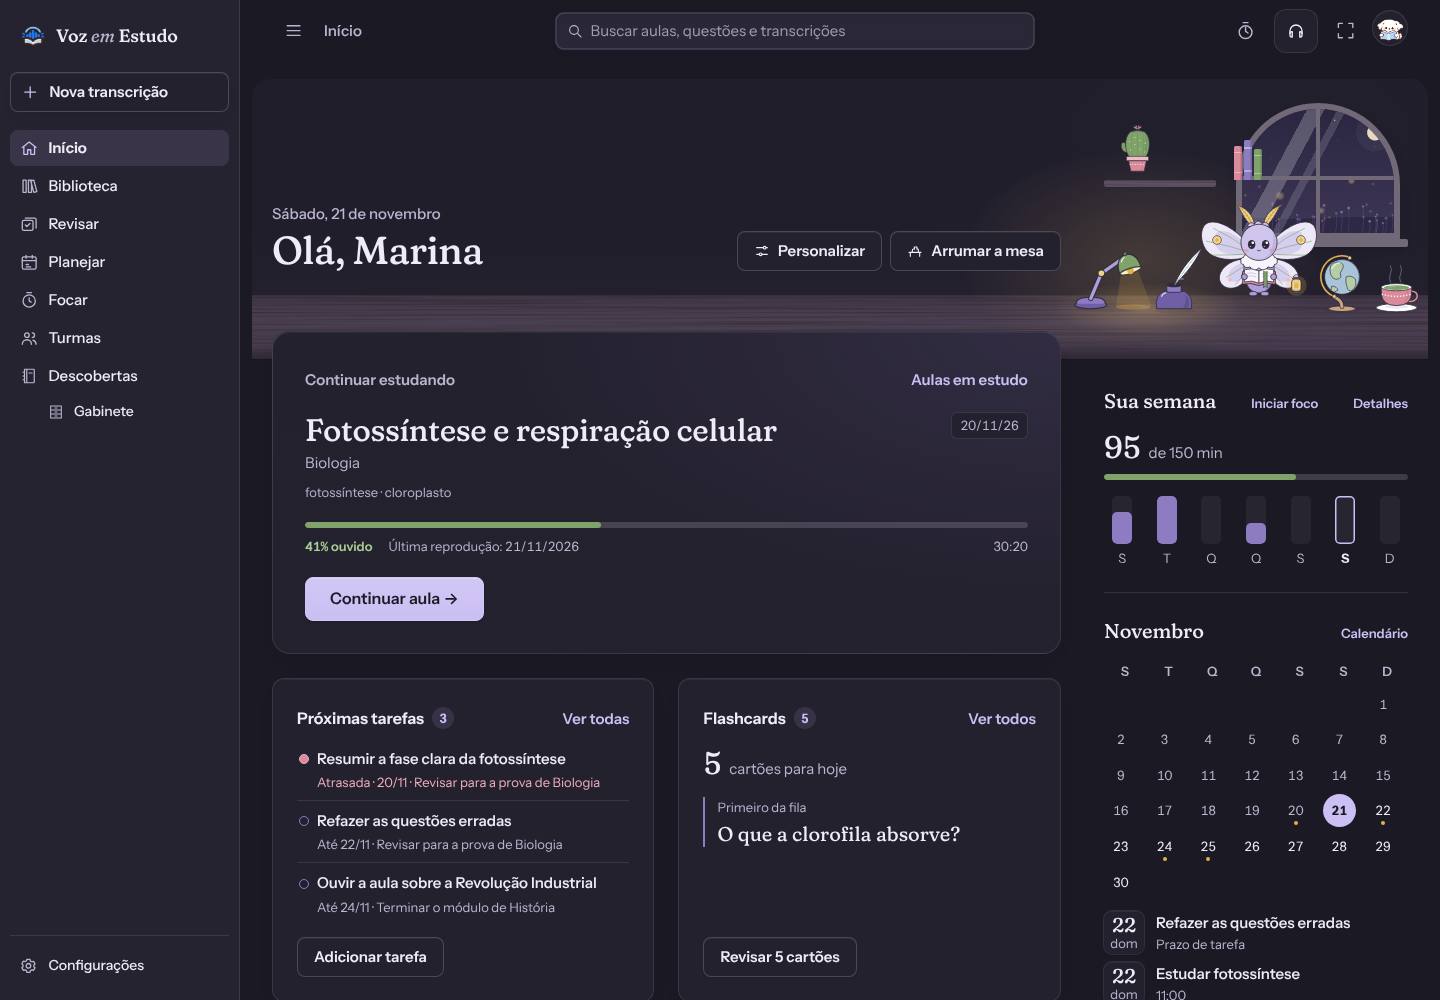 Voz em Estudo
Nova transcrição
Início
Biblioteca
Revisar
Planejar
Focar
Turmas
Descobertas
Gabinete
Configurações
Início
Buscar aulas, questões e transcrições
Sábado, 21 de novembro
Olá, Marina
Personalizar
Arrumar a mesa
Continuar estudando
Aulas em estudo
Fotossíntese e respiração celular
20/11/26
Biologia
fotossíntese · cloroplasto
41% ouvido Última reprodução: 21/11/2026 30:20
Continuar aula →
Próximas tarefas 3 Ver todas
Resumir a fase clara da fotossíntese
Atrasada · 20/11 · Revisar para a prova de Biologia
Refazer as questões erradas
Até 22/11 · Revisar para a prova de Biologia
Ouvir a aula sobre a Revolução Industrial
Até 24/11 · Terminar o módulo de História
Adicionar tarefa
Flashcards 5 Ver todos
5 cartões para hoje
Primeiro da fila
O que a clorofila absorve?
Revisar 5 cartões
Sua semana Iniciar foco Detalhes
95 de 150 min
S T Q Q S S D
Novembro Calendário
S T Q Q S S D
1
2 3 4 5 6 7 8
9 10 11 12 13 14 15
16 17 18 19 20 21 22
23 24 25 26 27 28 29
30
22 dom
Refazer as questões erradas
Prazo de tarefa
22 dom
Estudar fotossíntese
11:00